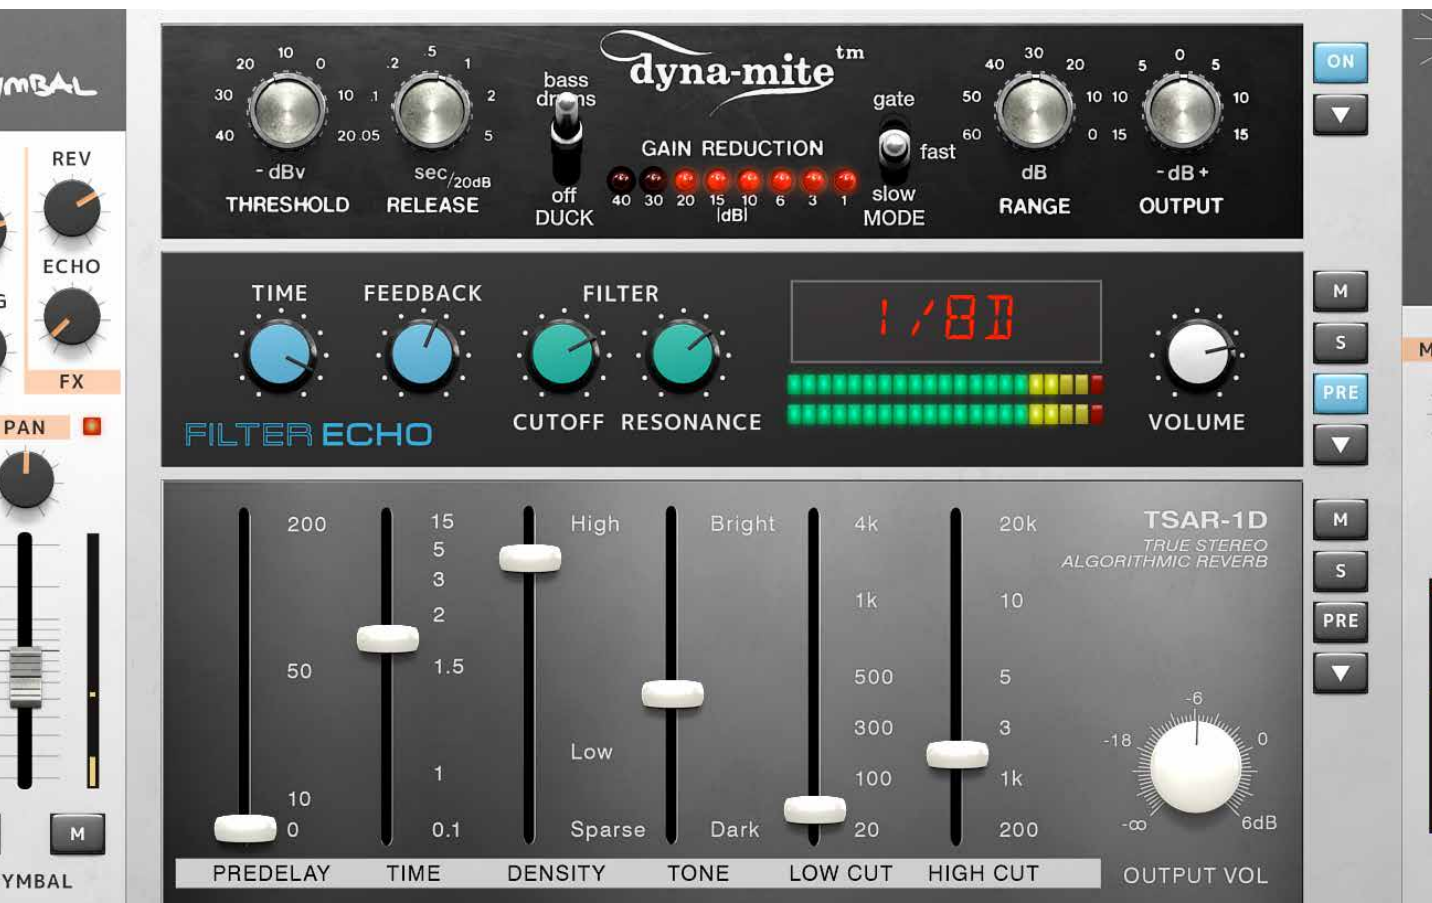 REV
ECHO
FX
PAN
M
YMBAL
20 10 0
30 10
40 20
- dBv
THRESHOLD
.2 .5 1
.1 2
.05 5
sec/20dB
RELEASE
bass
drums
off
DUCK
dyna-mite™
GAIN REDUCTION
40 30 20 15 10 6 3 1
|dB|
gate
fast
slow
MODE
40 30 20
50 10
60 0
dB
RANGE
5 0 5
10 10
15 15
- dB +
OUTPUT
ON
TIME
FEEDBACK
FILTER
CUTOFF RESONANCE
FILTER ECHO
1/8D
VOLUME
M
S
PRE
200
50
10
0
PREDELAY
15
5
3
2
1.5
1
0.1
TIME
High
Low
Sparse
DENSITY
Bright
Dark
TONE
4k
1k
500
300
100
20
LOW CUT
20k
10
5
3
1k
200
HIGH CUT
TSAR-1D
TRUE STEREO
ALGORITHMIC REVERB
-6
-18 0
-∞ 6dB
OUTPUT VOL
M
S
PRE